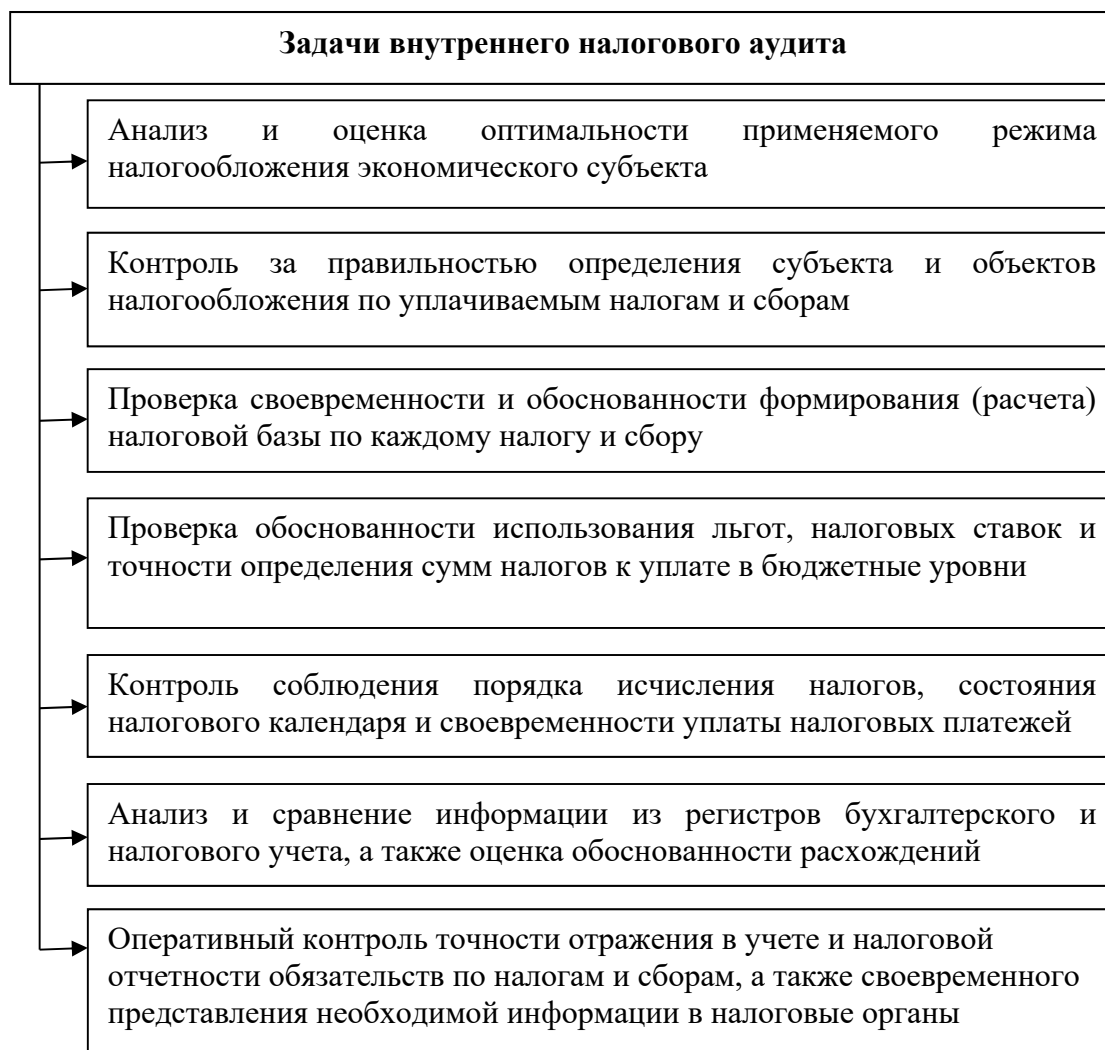 Задачи внутреннего налогового аудита
Анализ и оценка оптимальности применяемого режима
налогообложения экономического субъекта
Контроль за правильностью определения субъекта и объектов
налогообложения по уплачиваемым налогам и сборам
Проверка своевременности и обоснованности формирования (расчета)
налоговой базы по каждому налогу и сбору
Проверка обоснованности использования льгот, налоговых ставок и
точности определения сумм налогов к уплате в бюджетные уровни
Контроль соблюдения порядка исчисления налогов, состояния
налогового календаря и своевременности уплаты налоговых платежей
Анализ и сравнение информации из регистров бухгалтерского и
налогового учета, а также оценка обоснованности расхождений
Оперативный контроль точности отражения в учете и налоговой
отчетности обязательств по налогам и сборам, а также своевременного
представления необходимой информации в налоговые органы